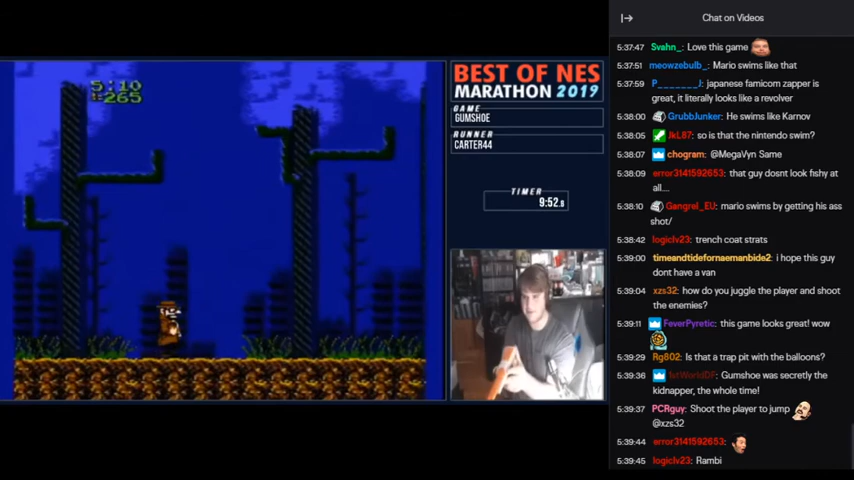 Chat on Videos
5:10
265
BEST OF NES
MARATHON 2019
GAME
GUMSHOE
RUNNER
CARTER44
TIMER
9:52.8
5:37:47 Svahn_: Love this game
5:37:51 meowzebulb_: Mario swims like that
5:37:59 P______J: japanese famicom zapper is
great, it literally looks like a revolver
5:38:00 GrubbJunker: He swims like Karnov
5:38:05 JkL87: so is that the nintendo swim?
5:38:07 chogram: @MegaVyn Same
5:38:09 error3141592653: that guy dosnt look fishy at
all....
5:38:10 Gangrel_EU: mario swims by getting his ass
shot/
5:38:42 logiclv23: trench coat strats
5:39:00 timeandtidefornaemanbide2: i hope this guy
dont have a van
5:39:04 xzs32: how do you juggle the player and shoot
the enemies?
5:39:11 FeverPyretic: this game looks great! wow
5:39:29 Rg802: Is that a trap pit with the balloons?
5:39:36 1stWorldDF: Gumshoe was secretly the
kidnapper, the whole time!
5:39:37 PCRguy: Shoot the player to jump
@xzs32
5:39:44 error3141592653:
5:39:45 logiclv23: Rambi